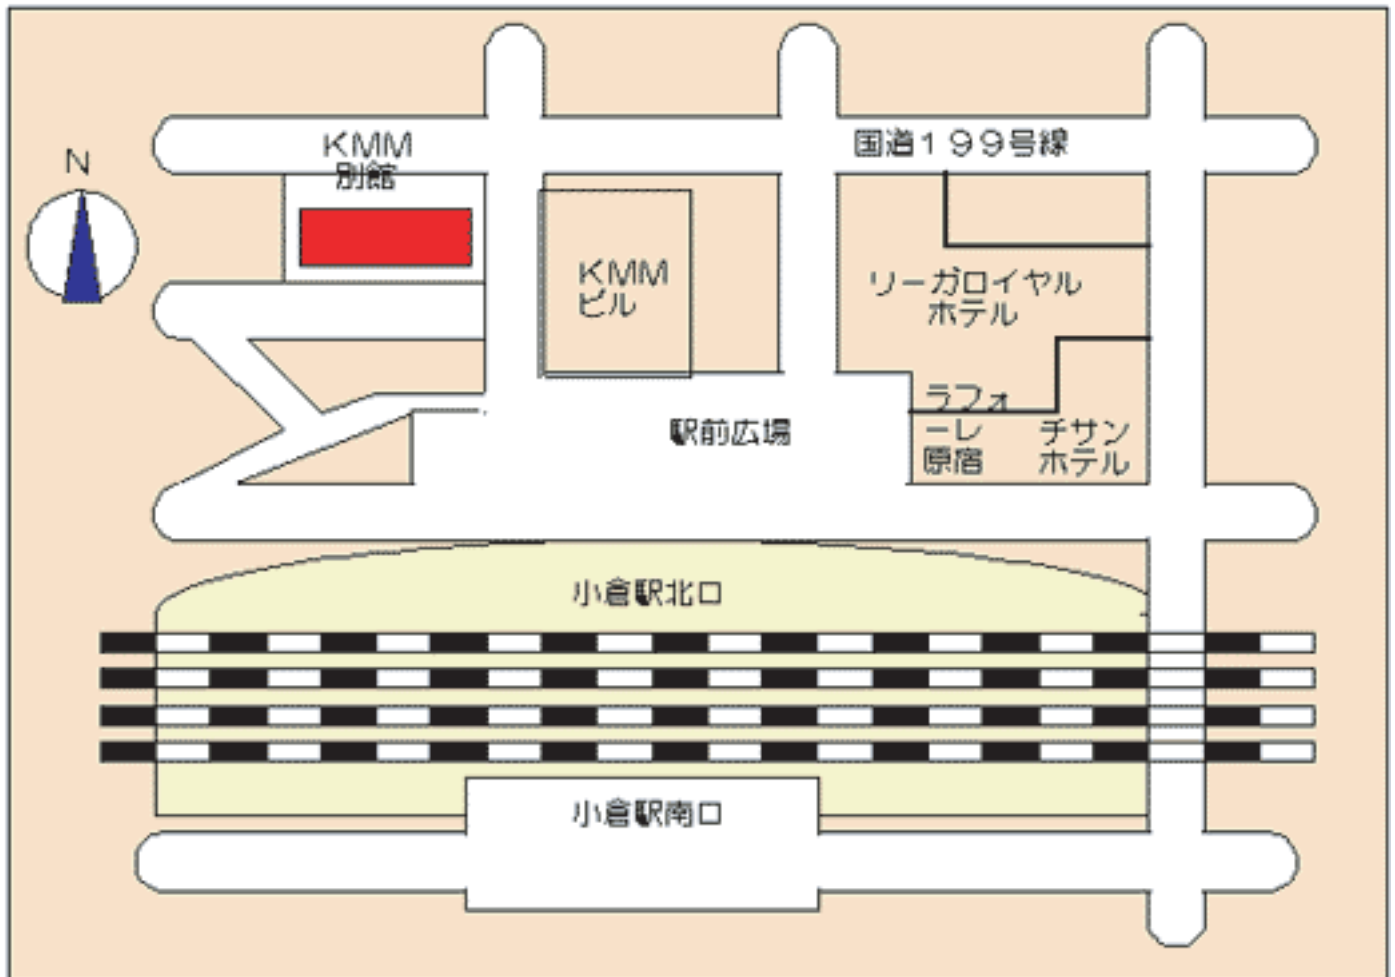 KMM
別館
国道199号線
N
KMM
ビル
リーガロイヤル
ホテル
駅前広場
ラフォ
ーレ
原宿
チサン
ホテル
小倉駅北口
小倉駅南口